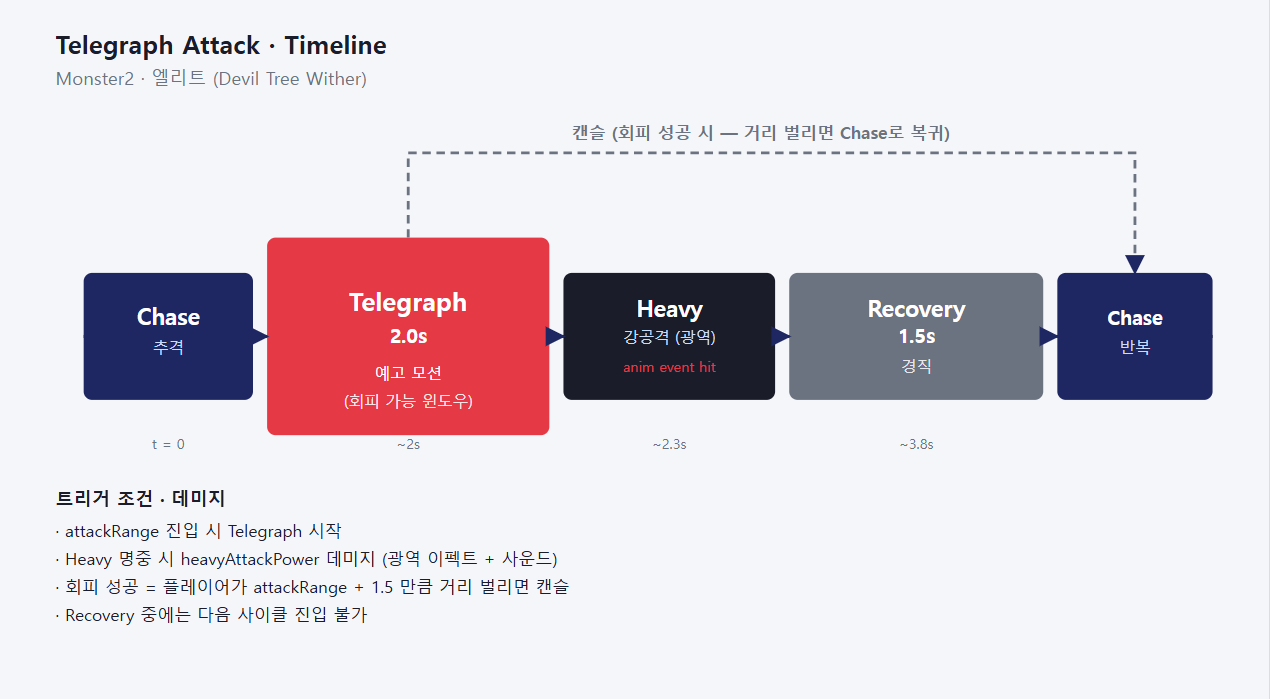 Telegraph Attack · Timeline
Monster2 · 엘리트 (Devil Tree Wither)
캔슬 (회피 성공 시 — 거리 벌리면 Chase로 복귀)
Chase
추격
Telegraph
2.0s
예고 모션
(회피 가능 윈도우)
Heavy
강공격 (광역)
anim event hit
Recovery
1.5s
경직
Chase
반복
t = 0
~2s
~2.3s
~3.8s
트리거 조건 · 데미지
· attackRange 진입 시 Telegraph 시작
· Heavy 명중 시 heavyAttackPower 데미지 (광역 이펙트 + 사운드)
· 회피 성공 = 플레이어가 attackRange + 1.5 만큼 거리 벌리면 캔슬
· Recovery 중에는 다음 사이클 진입 불가